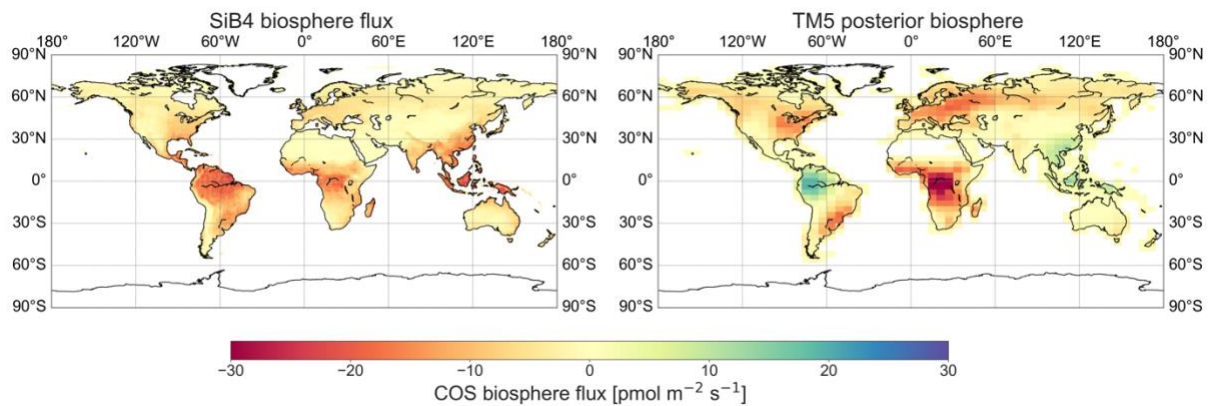 SiB4 biosphere flux
180° 120°W 60°W 0° 60°E 120°E 180°
90°N 90°N
60°N 60°N
30°N 30°N
0° 0°
30°S 30°S
60°S 60°S
90°S 90°S
TM5 posterior biosphere
180° 120°W 60°W 0° 60°E 120°E 180°
90°N 90°N
60°N 60°N
30°N 30°N
0° 0°
30°S 30°S
60°S 60°S
90°S 90°S
−30 −20 −10 0 10 20 30
COS biosphere flux [pmol m⁻² s⁻¹]